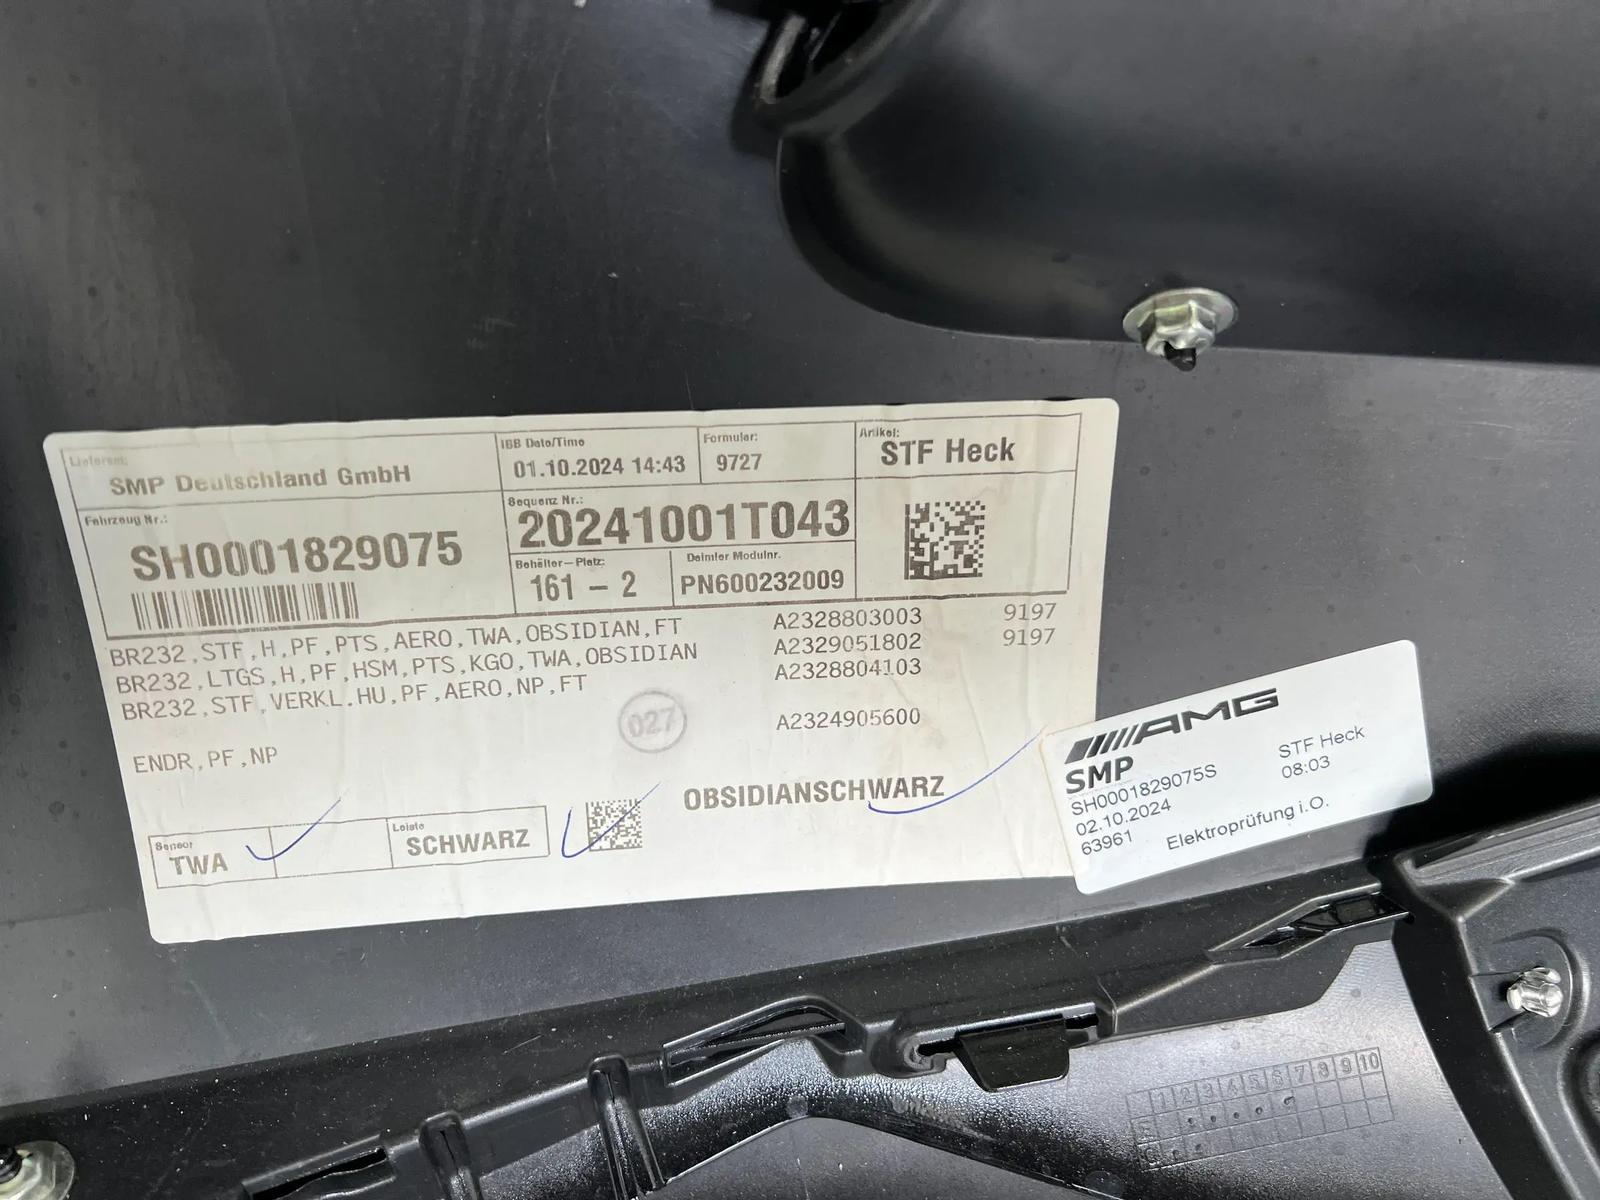 Lieferant:
SMP Deutschland GmbH
IBB Date/Time
01.10.2024 14:43
Formular:
9727
Artikel:
STF Heck
Fahrzeug Nr.:
SH0001829075
Sequenz Nr.:
20241001T043
Behälter-Platz:
161 - 2
Daimler Modulnr.
PN600232009
BR232,STF,H,PF,PTS,AERO,TWA,OBSIDIAN,FT A2328803003 9197
BR232,LTGS,H,PF,HSM,PTS,KGO,TWA,OBSIDIAN A2329051802 9197
BR232,STF,VERKL.HU,PF,AERO,NP,FT A2328804103
027
ENDR,PF,NP A2324905600
OBSIDIANSCHWARZ
Sensor
TWA
Leiste
SCHWARZ
AMG
SMP STF Heck
SH0001829075S 08:03
02.10.2024
63961 Elektroprüfung i.O.
1 2 3 4 5 6 7 8 9 10